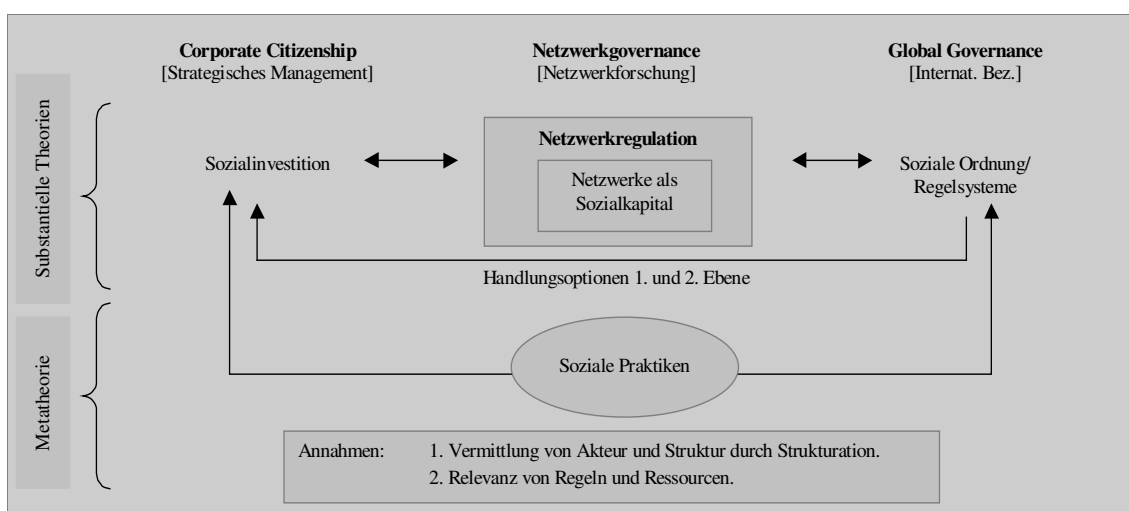 Corporate Citizenship
[Strategisches Management]
Netzwerkgovernance
[Netzwerkforschung]
Global Governance
[Internat. Bez.]
Substantielle Theorien
Sozialinvestition
Netzwerkregulation
Netzwerke als
Sozialkapital
Soziale Ordnung/
Regelsysteme
Handlungsoptionen 1. und 2. Ebene
Metatheorie
Soziale Praktiken
Annahmen: 1. Vermittlung von Akteur und Struktur durch Strukturation.
2. Relevanz von Regeln und Ressourcen.